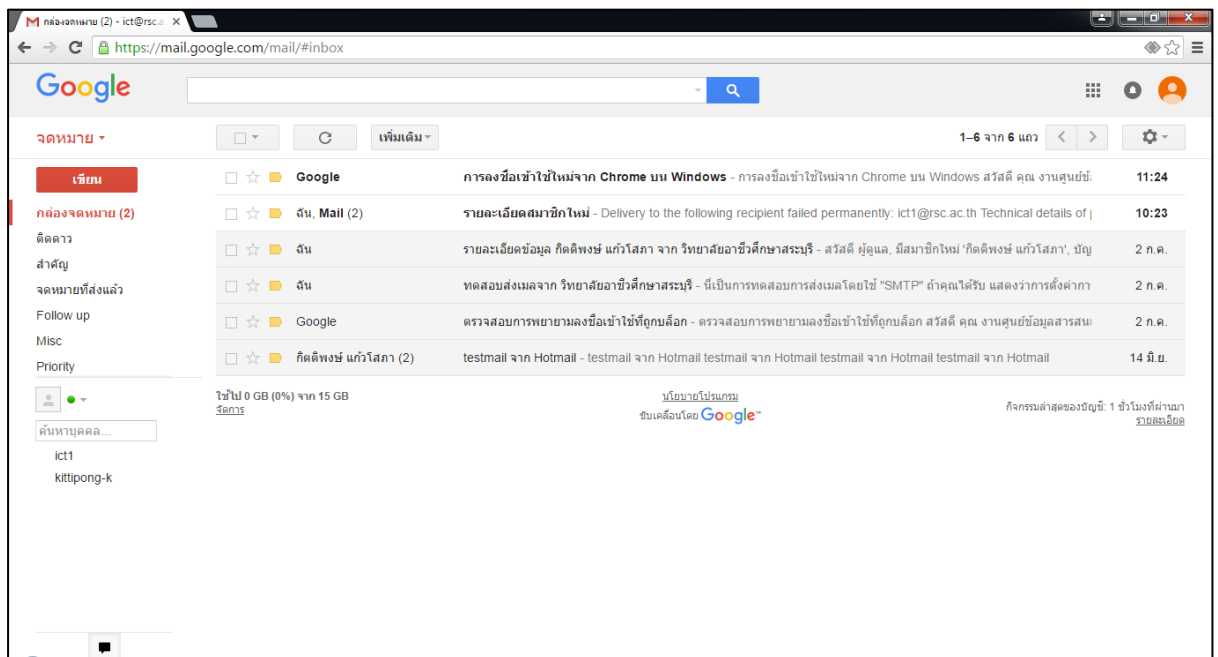 กล่องจดหมาย (2) - ict@rsc.a
https://mail.google.com/mail/#inbox
Google
จดหมาย
เพิ่มเติม
1–6 จาก 6 แถว
เขียน
กล่องจดหมาย (2)
ติดดาว
สำคัญ
จดหมายที่ส่งแล้ว
Follow up
Misc
Priority
ค้นหาบุคคล...
ict1
kittipong-k
Google การลงชื่อเข้าใช้ใหม่จาก Chrome บน Windows - การลงชื่อเข้าใช้ใหม่จาก Chrome บน Windows สวัสดี คุณ งานศูนย์ข้ 11:24
ฉัน, Mail (2) รายละเอียดสมาชิกใหม่ - Delivery to the following recipient failed permanently: ict1@rsc.ac.th Technical details of 10:23
ฉัน รายละเอียดข้อมูล กิตติพงษ์ แก้วโสภา จาก วิทยาลัยอาชีวศึกษาสระบุรี - สวัสดี ผู้ดูแล, มีสมาชิกใหม่ 'กิตติพงษ์ แก้วโสภา', บัญ 2 ก.ค.
ฉัน ทดสอบส่งเมลจาก วิทยาลัยอาชีวศึกษาสระบุรี - นี่เป็นการทดสอบการส่งเมลโดยใช้ "SMTP" ถ้าคุณได้รับ แสดงว่าการตั้งค่ากา 2 ก.ค.
Google ตรวจสอบการพยายามลงชื่อเข้าใช้ที่ถูกบล็อก - ตรวจสอบการพยายามลงชื่อเข้าใช้ที่ถูกบล็อก สวัสดี คุณ งานศูนย์ข้อมูลสารสนเ 2 ก.ค.
กิตติพงษ์ แก้วโสภา (2) testmail จาก Hotmail - testmail จาก Hotmail testmail จาก Hotmail testmail จาก Hotmail testmail จาก Hotmail 14 มิ.ย.
ใช้ไป 0 GB (0%) จาก 15 GB
จัดการ
นโยบายโปรแกรม
ขับเคลื่อนโดย Google™
กิจกรรมล่าสุดของบัญชี: 1 ชั่วโมงที่ผ่านมา
รายละเอียด